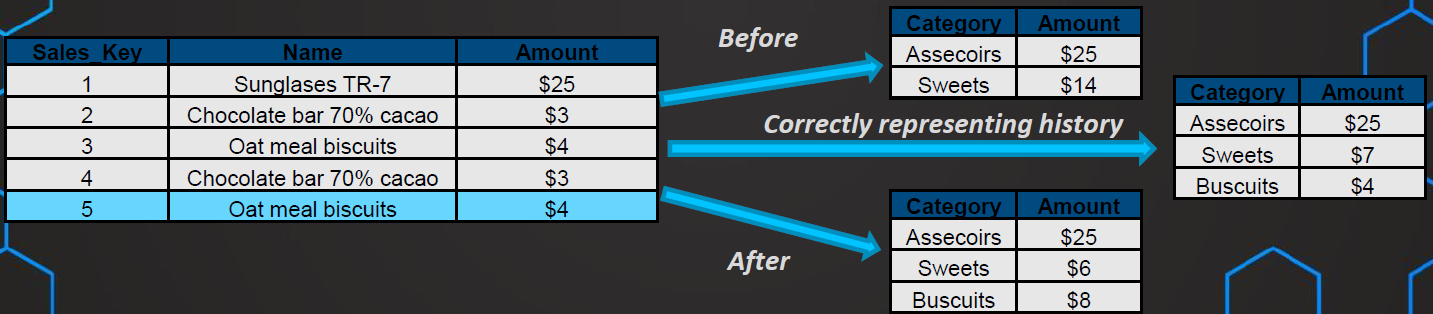 Sales_Key Name Amount
1 Sunglases TR-7 $25
2 Chocolate bar 70% cacao $3
3 Oat meal biscuits $4
4 Chocolate bar 70% cacao $3
5 Oat meal biscuits $4
Before
Category Amount
Assecoirs $25
Sweets $14
Correctly representing history
Category Amount
Assecoirs $25
Sweets $7
Buscuits $4
After
Category Amount
Assecoirs $25
Sweets $6
Buscuits $8